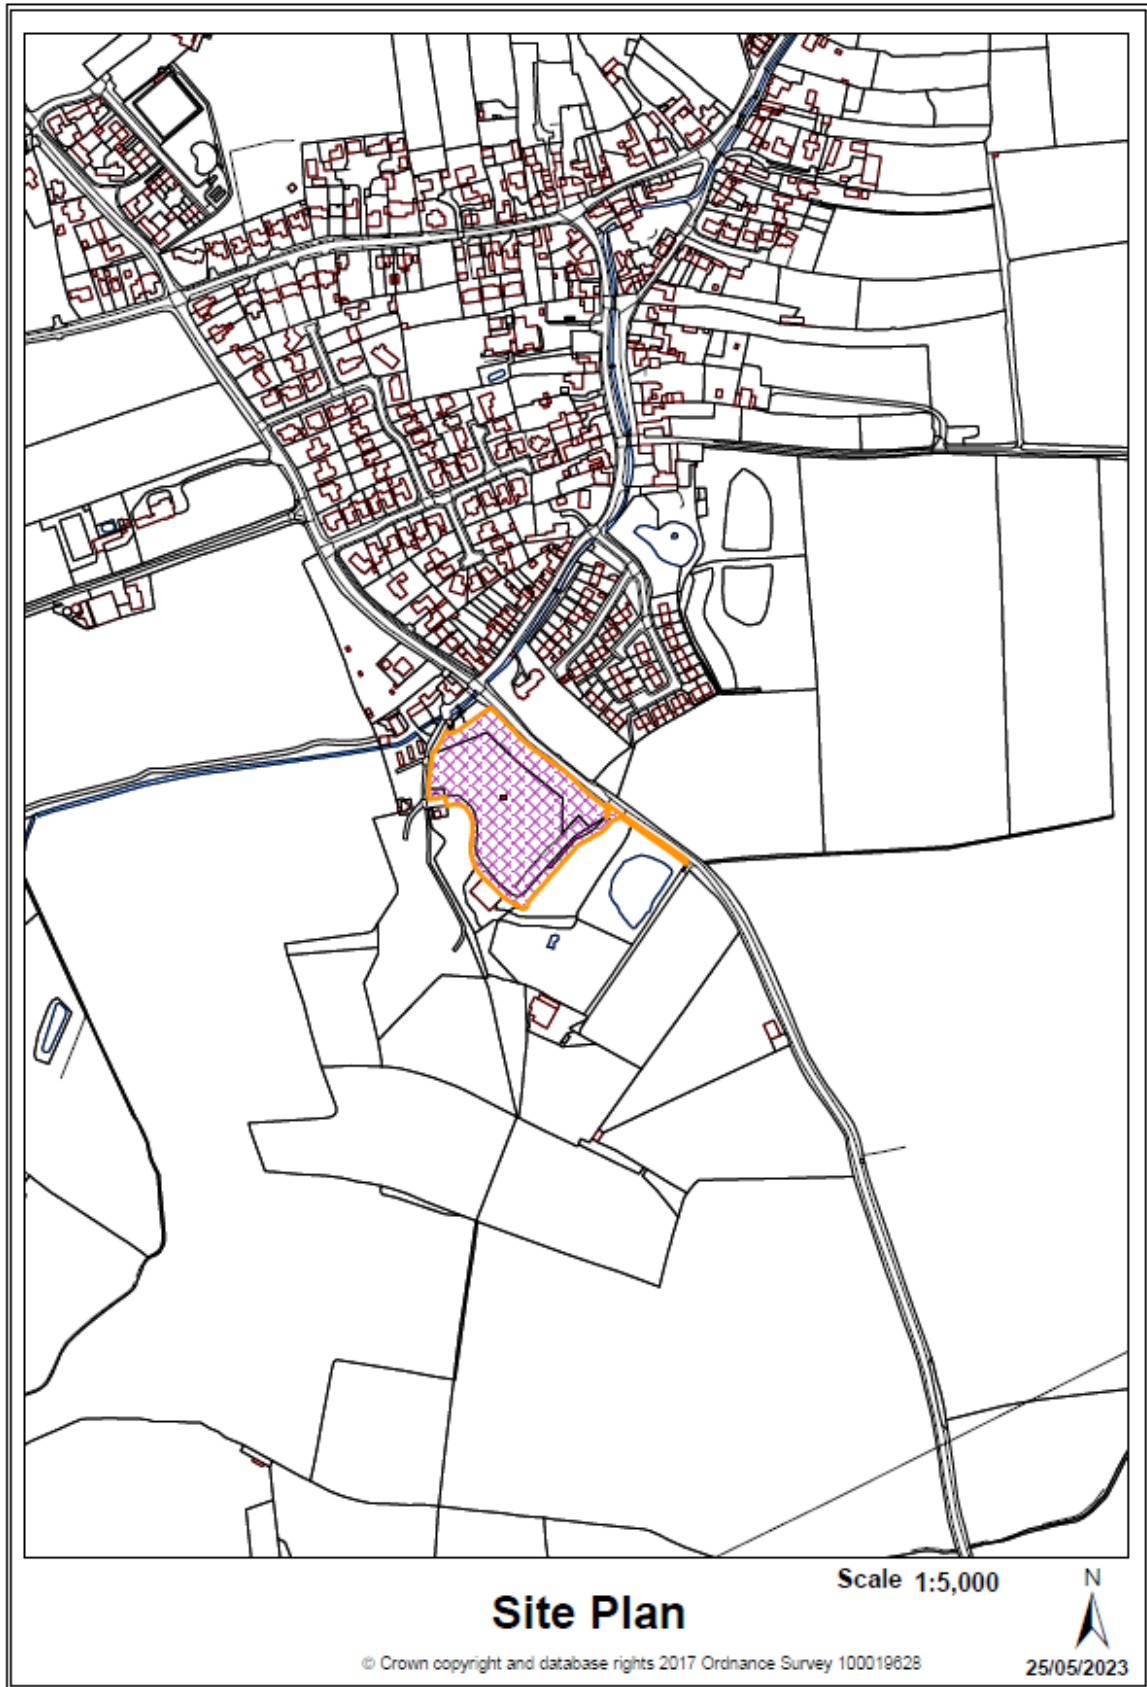 Scale 1:5,000
N
Site Plan
© Crown copyright and database rights 2017 Ordnance Survey 100019628
25/05/2023